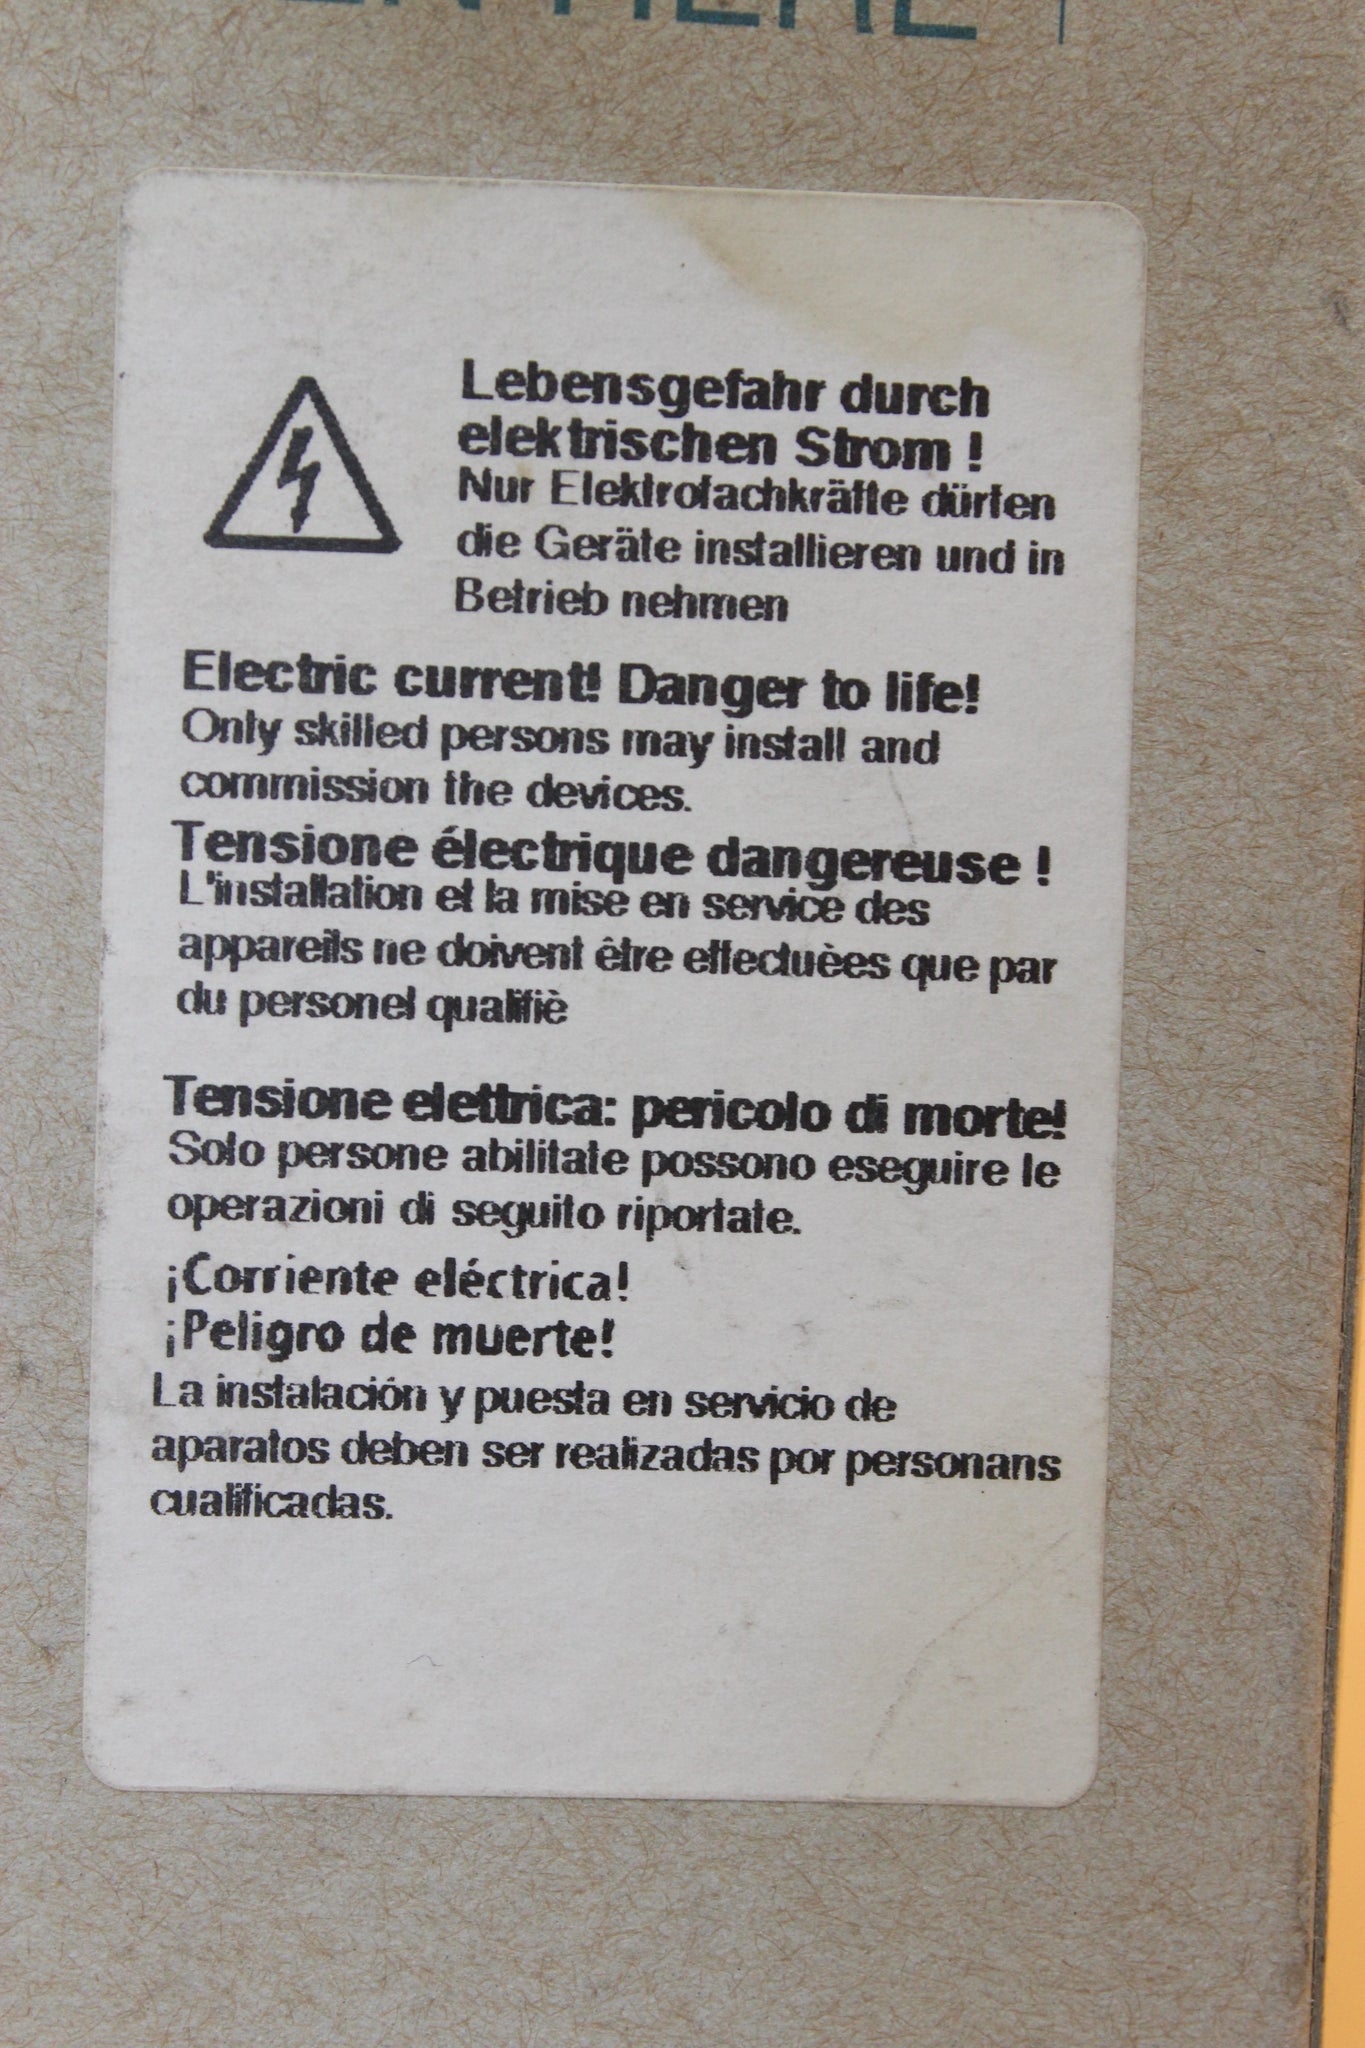 Lebensgefahr durch
elektrischen Strom !
Nur Elektrofachkräfte dürfen
die Geräte installieren und in
Betrieb nehmen
Electric current! Danger to life!
Only skilled persons may install and
commission the devices.
Tensione électrique dangereuse !
L'installation et la mise en service des
appareils ne doivent être effectuèes que par
du personel qualifiè
Tensione elettrica: pericolo di morte!
Solo persone abilitate possono eseguire le
operazioni di seguito riportate.
¡Corriente eléctrica!
¡Peligro de muerte!
La instalación y puesta en servicio de
aparatos deben ser realizadas por personans
cualificadas.